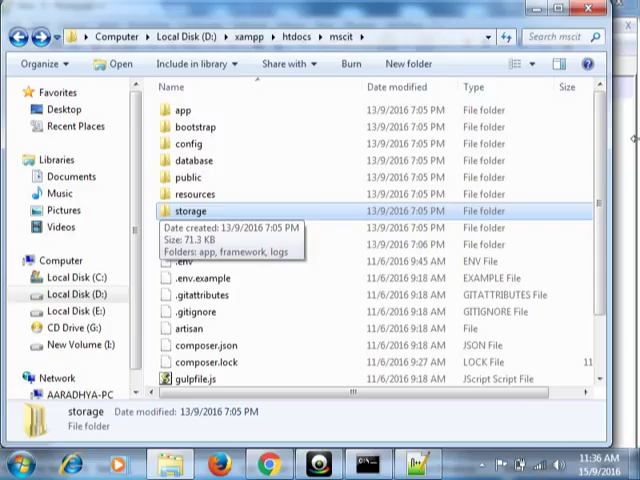 Computer ▸ Local Disk (D:) ▸ xampp ▸ htdocs ▸ mscit ▸
Search mscit
Organize Open Include in library Share with Burn New folder
Name Date modified Type Size
Favorites
Desktop
Recent Places
Libraries
Documents
Music
Pictures
Videos
Computer
Local Disk (C:)
Local Disk (D:)
Local Disk (E:)
CD Drive (G:)
New Volume (I:)
Network
AARADHYA-PC
app 13/9/2016 7:05 PM File folder
bootstrap 13/9/2016 7:05 PM File folder
config 13/9/2016 7:05 PM File folder
database 13/9/2016 7:05 PM File folder
public 13/9/2016 7:05 PM File folder
resources 13/9/2016 7:05 PM File folder
storage 13/9/2016 7:05 PM File folder
13/9/2016 7:05 PM File folder
13/9/2016 7:06 PM File folder
Date created: 13/9/2016 7:05 PM
Size: 71.3 KB
Folders: app, framework, logs
.env 11/6/2016 9:45 AM ENV File
.env.example 11/6/2016 9:18 AM EXAMPLE File
.gitattributes 11/6/2016 9:18 AM GITATTRIBUTES File
.gitignore 11/6/2016 9:18 AM GITIGNORE File
artisan 11/6/2016 9:18 AM File
composer.json 11/6/2016 9:18 AM JSON File
composer.lock 11/6/2016 9:27 AM LOCK File 11
gulpfile.js 11/6/2016 9:18 AM JScript Script File
storage Date modified: 13/9/2016 7:05 PM
File folder
11:36 AM
15/9/2016